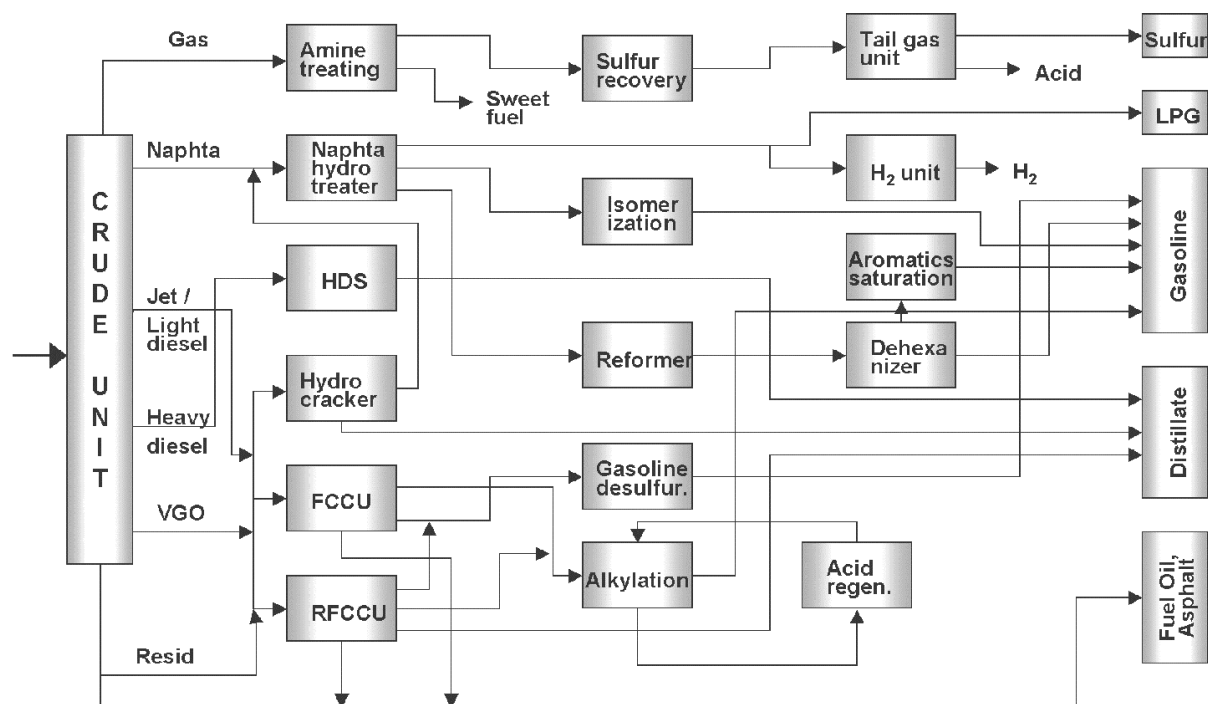 Gas
Amine
treating
Sulfur
recovery
Tail gas
unit
Sulfur
Acid
Sweet
fuel
LPG
Naphta
Naphta
hydro
treater
H2 unit
H2
CRUDE UNIT
Isomer
ization
Gasoline
HDS
Aromatics
saturation
Jet /
Light
diesel
Reformer
Dehexa
nizer
Hydro
cracker
Heavy
diesel
Distillate
Gasoline
desulfur.
FCCU
VGO
Alkylation
Acid
regen.
RFCCU
Fuel Oil,
Asphalt
Resid